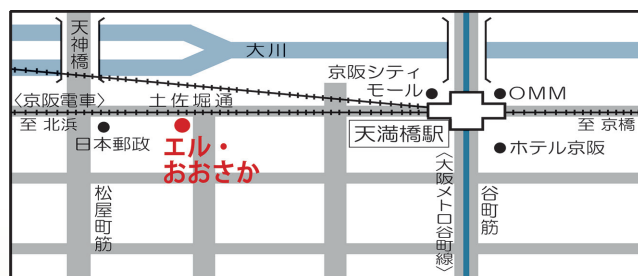 天神橋
大川
京阪シティ
モール
OMM
〈京阪電車〉
土佐堀通
至 北浜
日本郵政
エル・
おおさか
天満橋駅
至 京橋
ホテル京阪
松屋町筋
〈大阪メトロ谷町線〉
谷町筋